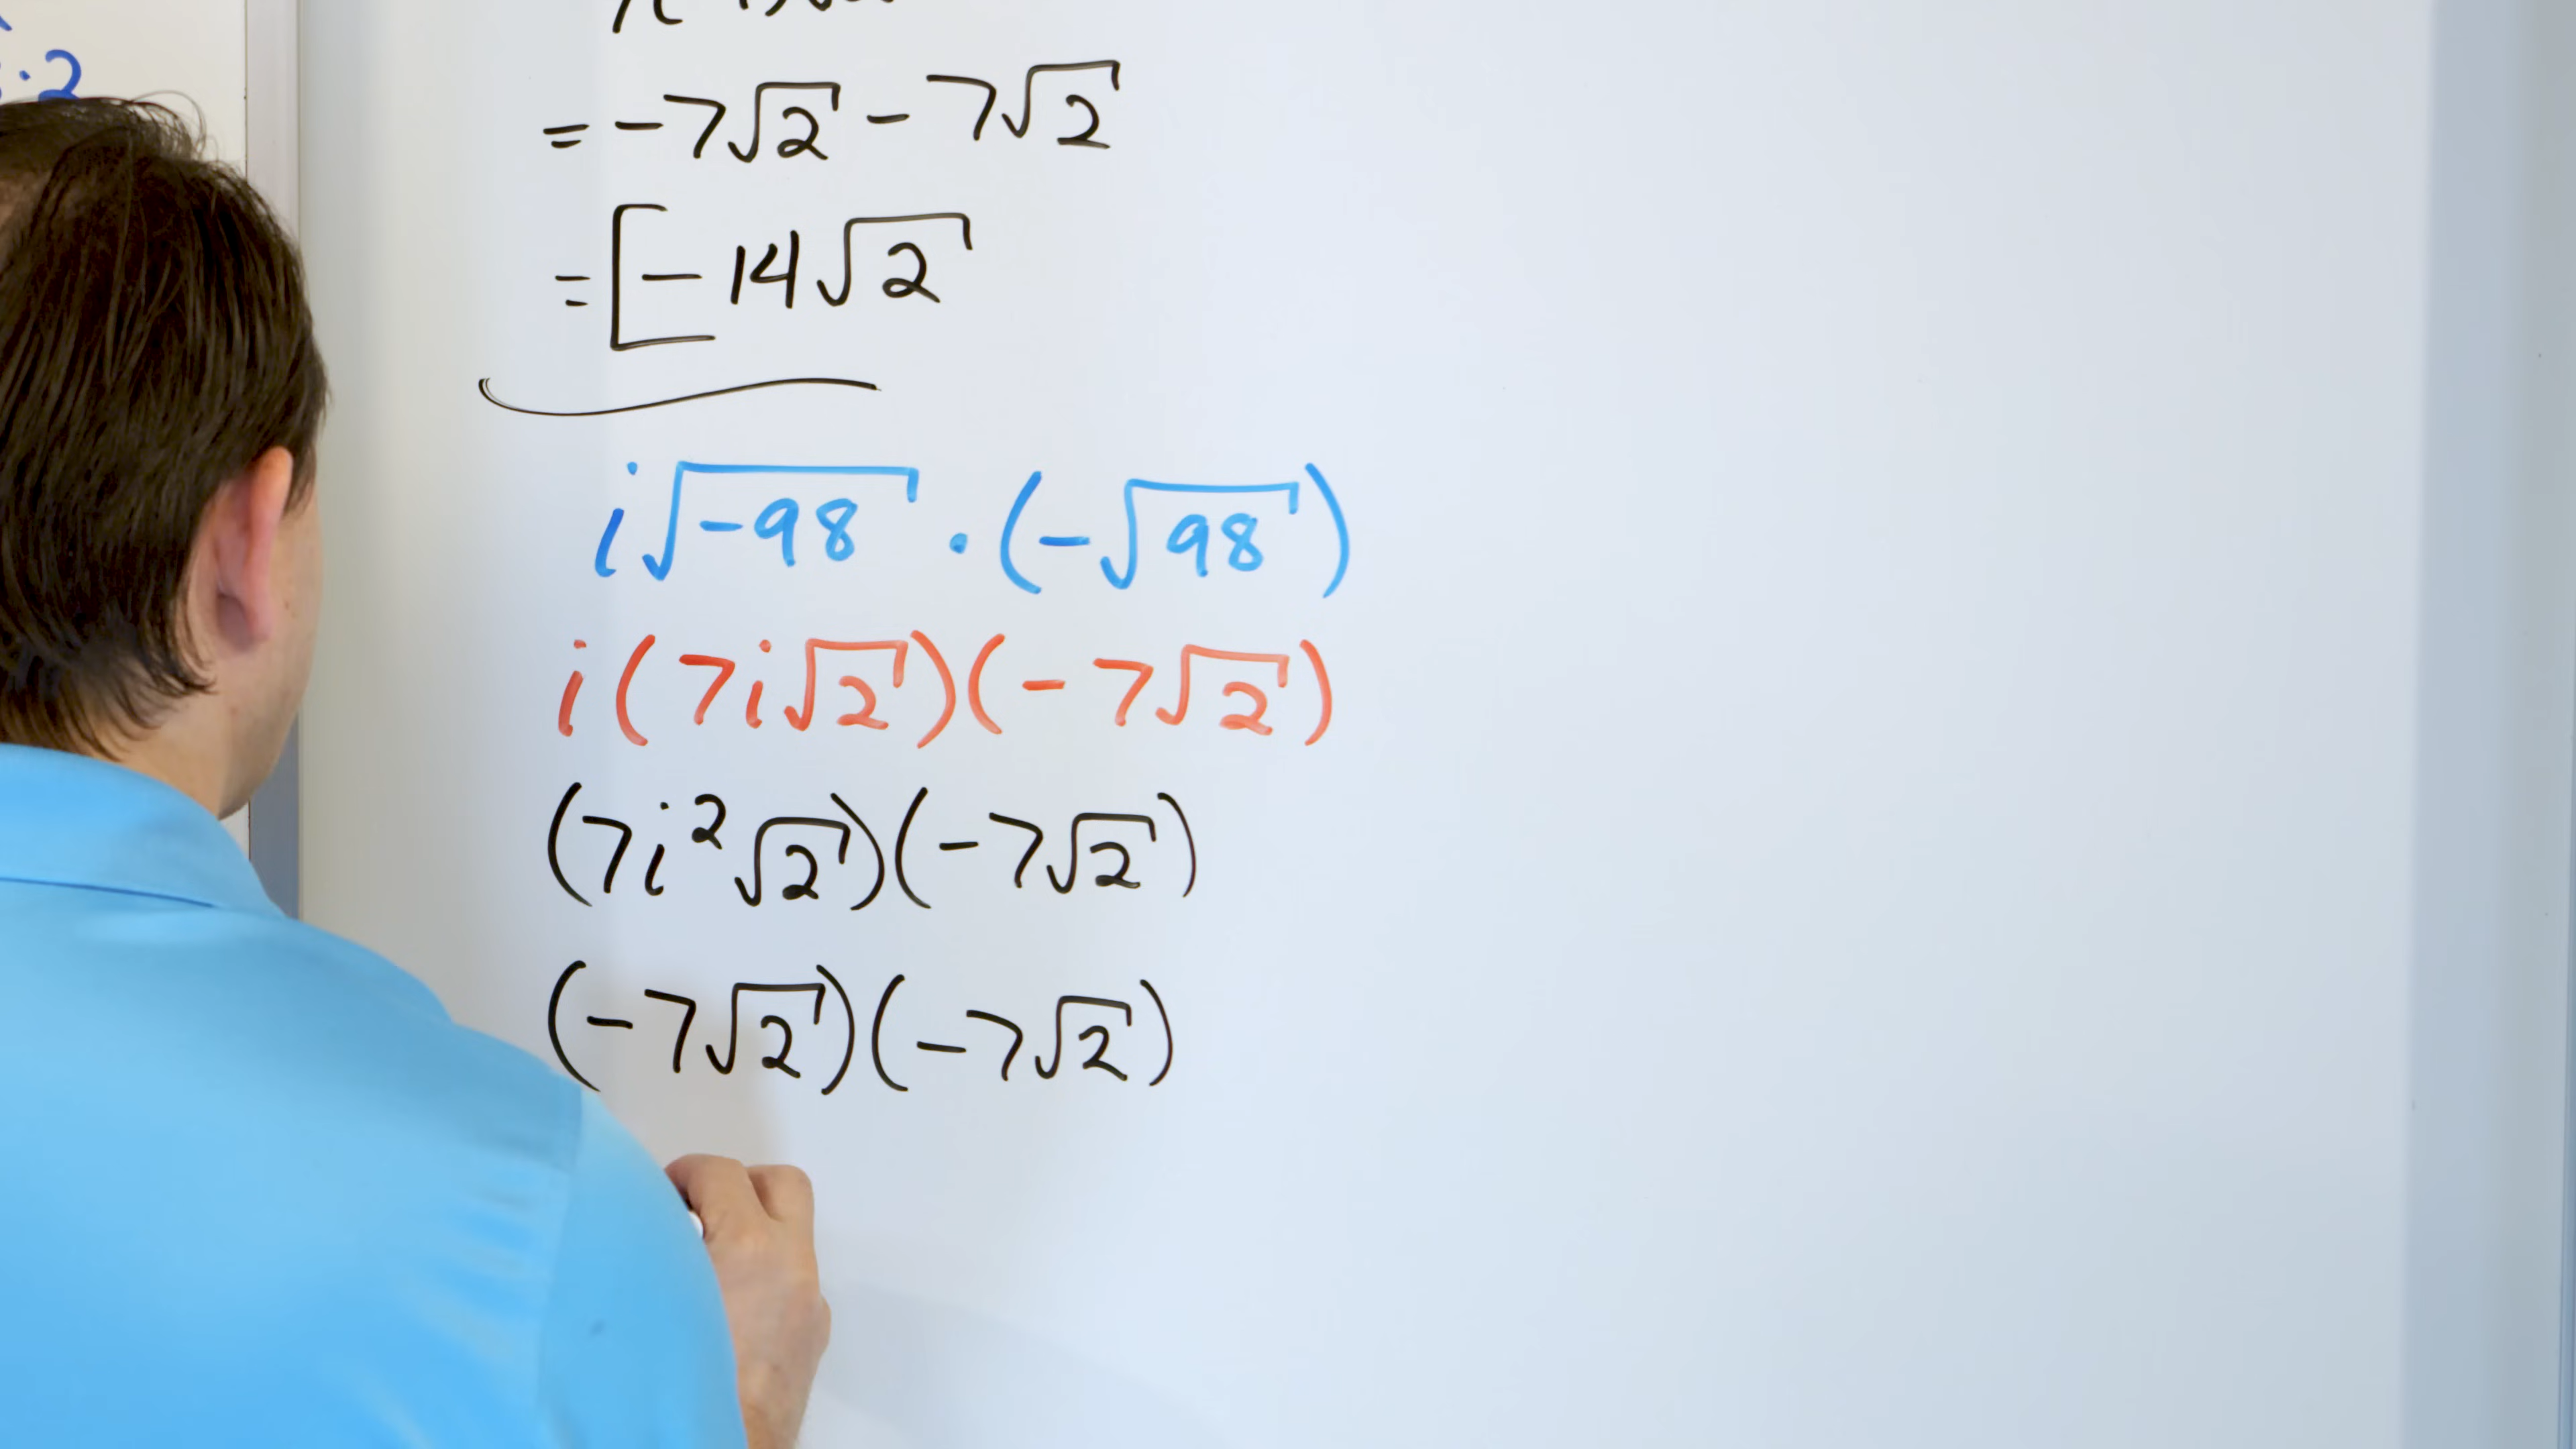 ·2
= -7√2 - 7√2
= [-14√2
i√-98 · (-√98)
i(7i√2)(-7√2)
(7i²√2)(-7√2)
(-7√2)(-7√2)